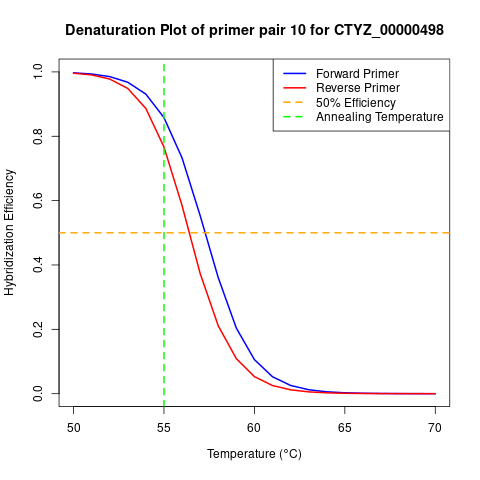 Denaturation Plot of primer pair 10 for CTYZ_00000498
Forward Primer
Reverse Primer
50% Efficiency
Annealing Temperature
Hybridization Efficiency
1.0
0.8
0.6
0.4
0.2
0.0
50
55
60
65
70
Temperature (°C)